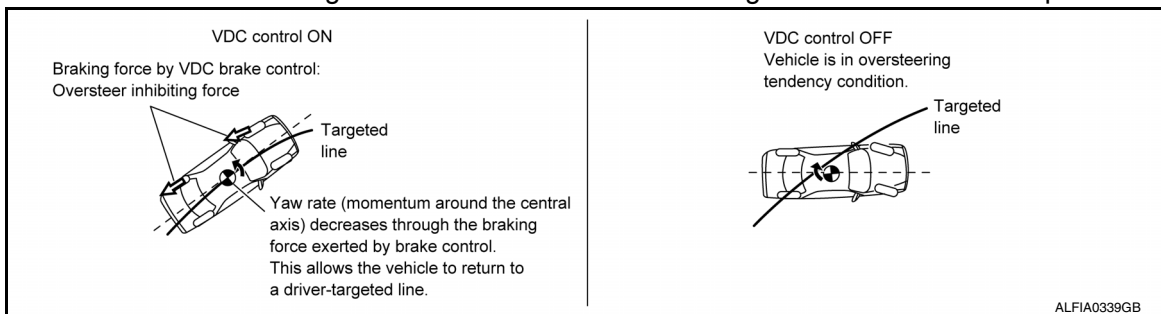 VDC control ON
Braking force by VDC brake control:
Oversteer inhibiting force
Targeted
line
Yaw rate (momentum around the central
axis) decreases through the braking
force exerted by brake control.
This allows the vehicle to return to
a driver-targeted line.
VDC control OFF
Vehicle is in oversteering
tendency condition.
Targeted
line
ALFIA0339GB